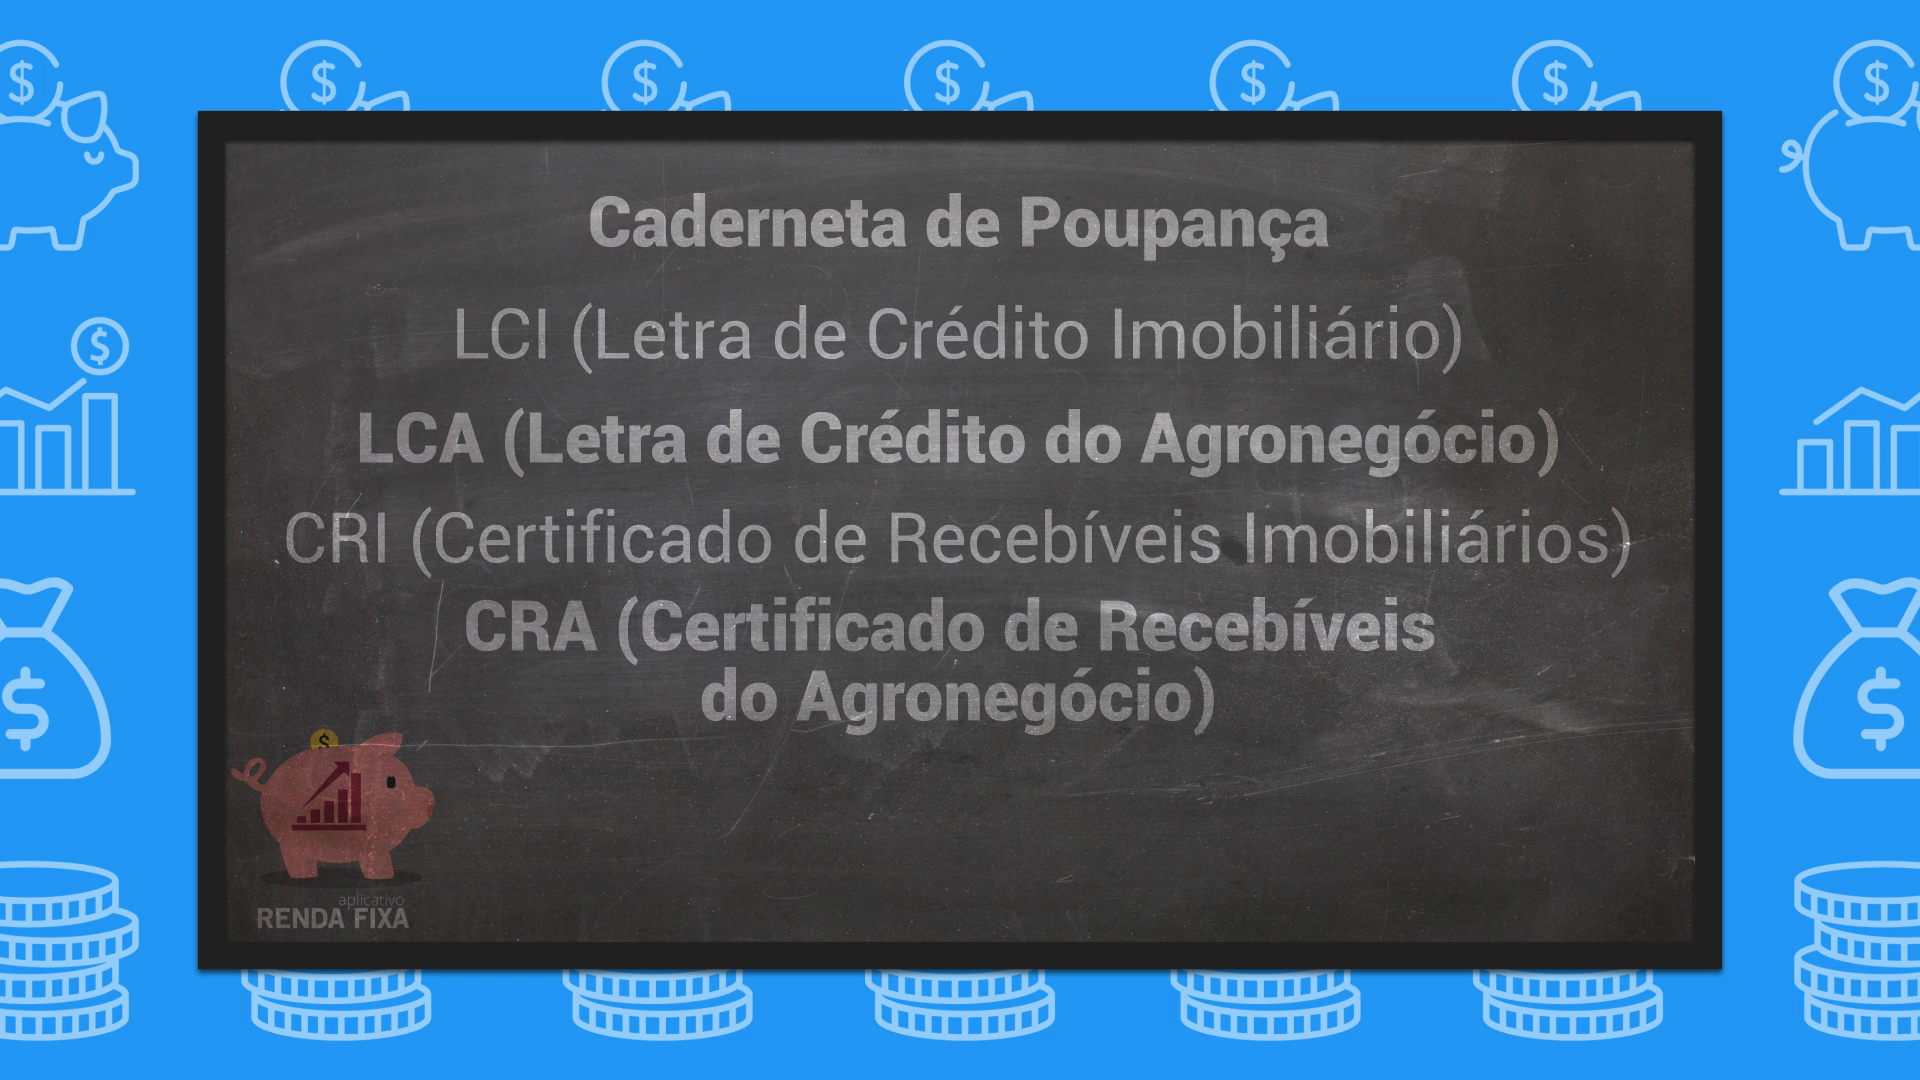 Caderneta de Poupança
LCI (Letra de Crédito Imobiliário)
LCA (Letra de Crédito do Agronegócio)
CRI (Certificado de Recebíveis Imobiliários)
CRA (Certificado de Recebíveis
do Agronegócio)
aplicativo
RENDA FIXA